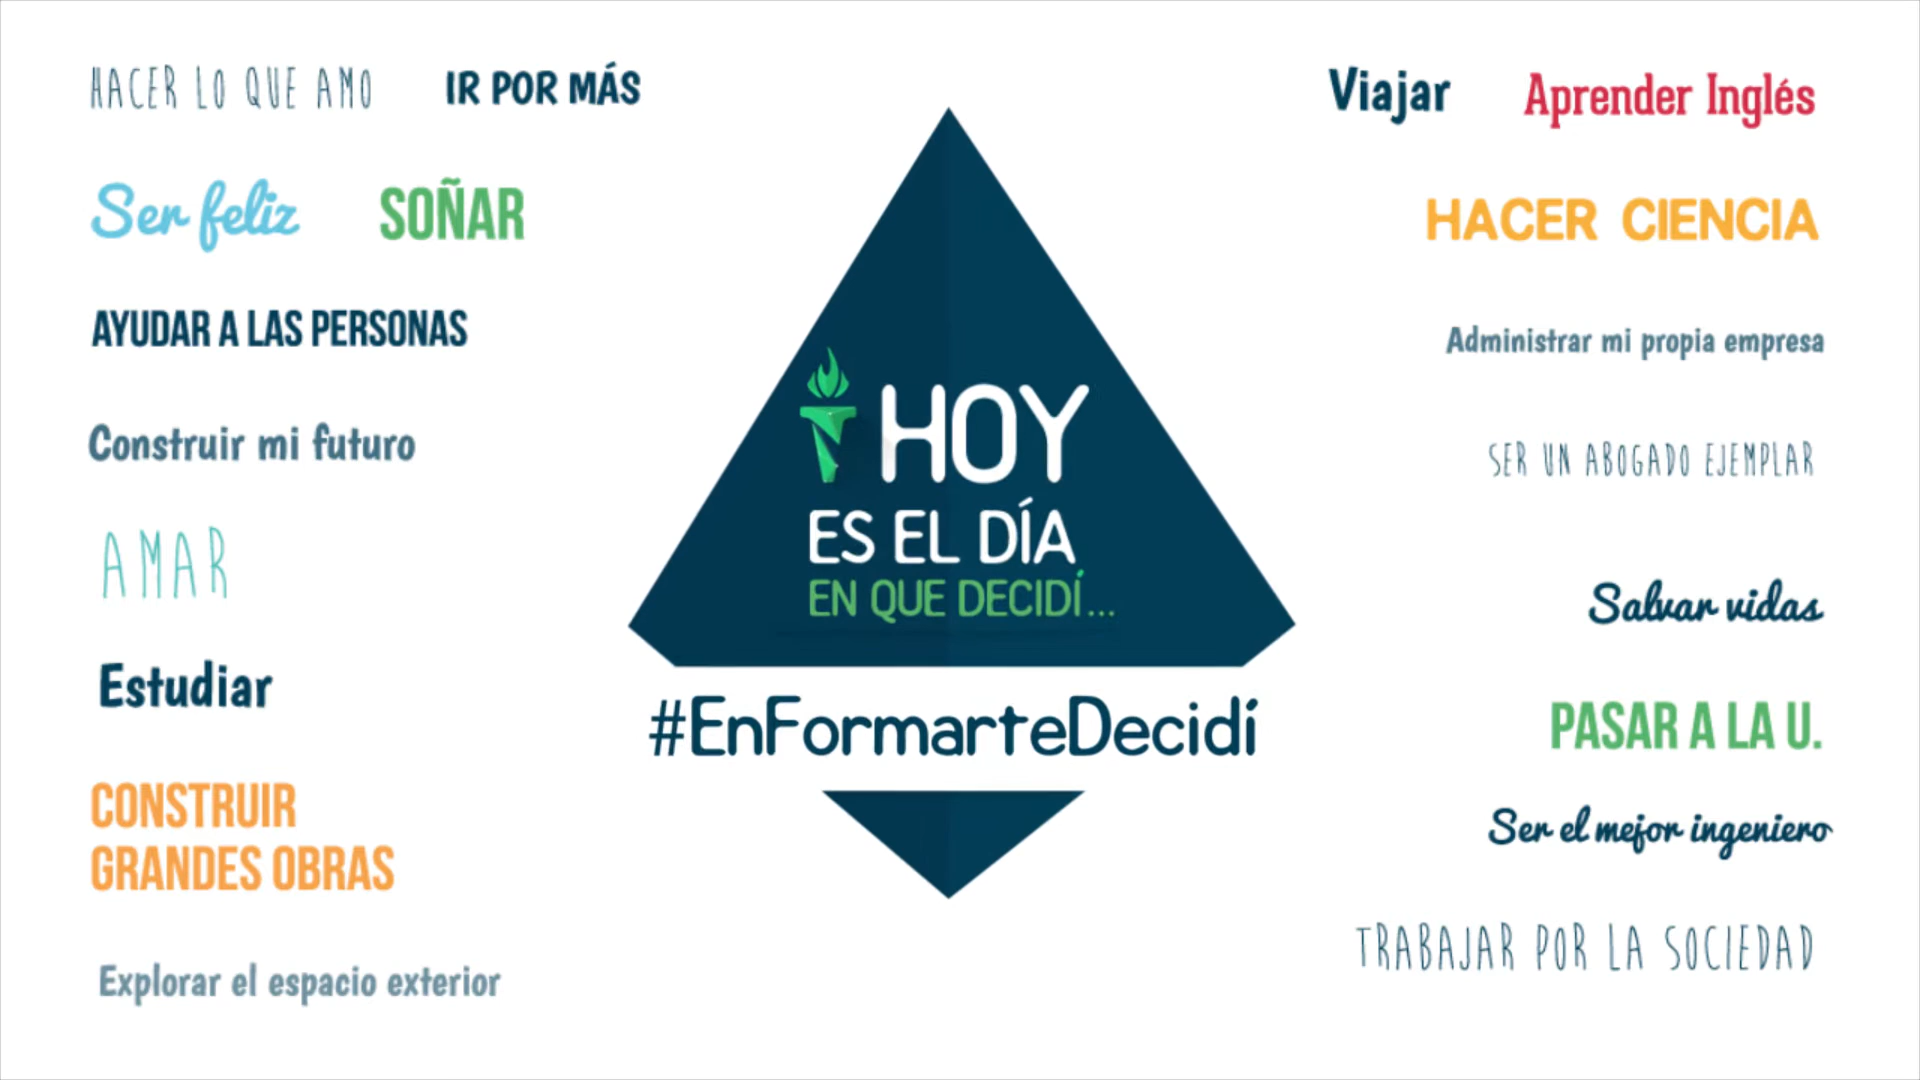 HACER LO QUE AMO
IR POR MÁS
Ser feliz
SOÑAR
AYUDAR A LAS PERSONAS
Construir mi futuro
AMAR
Estudiar
CONSTRUIR
GRANDES OBRAS
Explorar el espacio exterior
HOY
ES EL DÍA
EN QUE DECIDÍ...
#EnFormarteDecidí
Viajar
Aprender Inglés
HACER CIENCIA
Administrar mi propia empresa
SER UN ABOGADO EJEMPLAR
Salvar vidas
PASAR A LA U.
Ser el mejor ingeniero
TRABAJAR POR LA SOCIEDAD